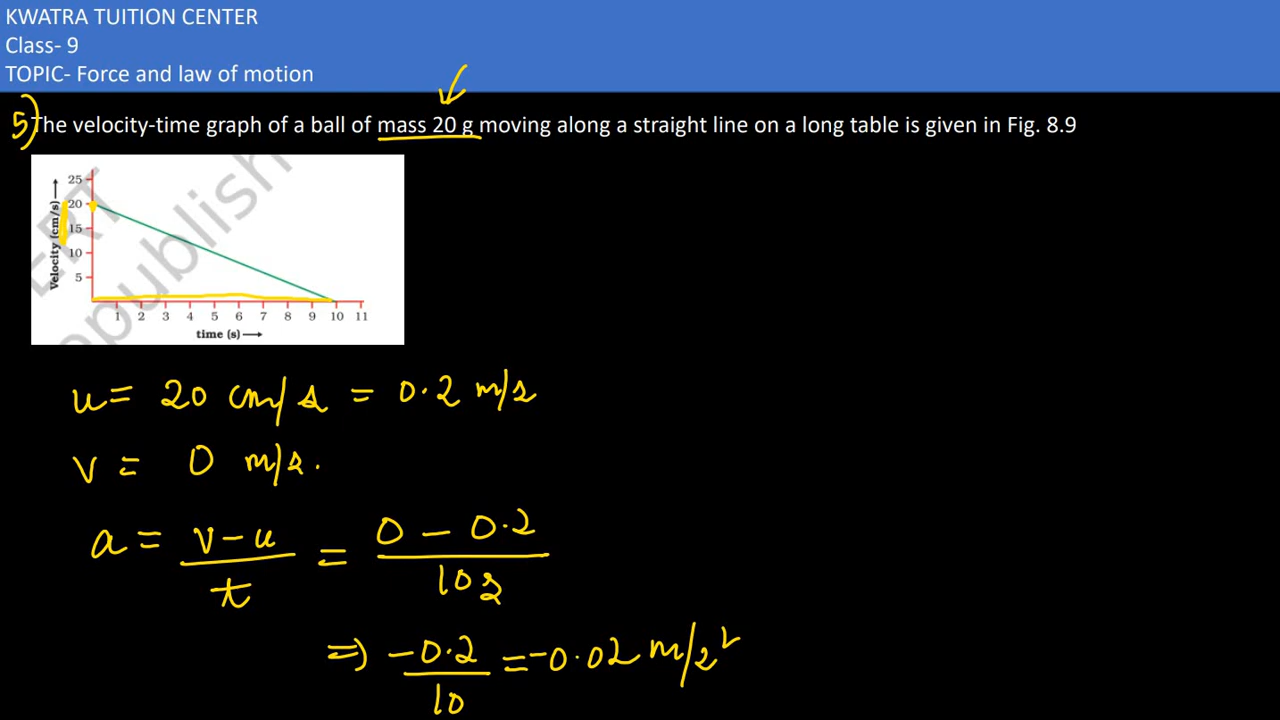 KWATRA TUITION CENTER
Class- 9
TOPIC- Force and law of motion
5) The velocity-time graph of a ball of mass 20 g moving along a straight line on a long table is given in Fig. 8.9
Velocity (cm/s)
25
20
15
10
5
1 2 3 4 5 6 7 8 9 10 11
time (s)
ERT
epublish
u = 20 cm/s = 0.2 m/s
v = 0 m/s.
a = v-u / t = 0 - 0.2 / 10s
=> -0.2 / 10 = -0.02 m/s²